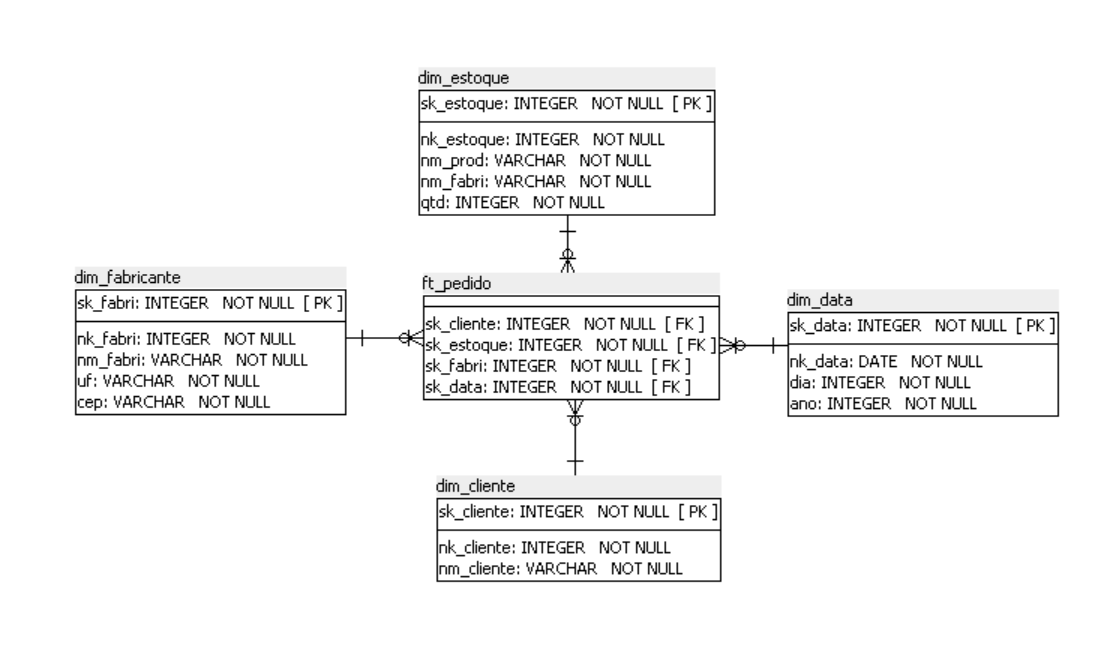 dim_estoque
sk_estoque: INTEGER NOT NULL [ PK ]
nk_estoque: INTEGER NOT NULL
nm_prod: VARCHAR NOT NULL
nm_fabri: VARCHAR NOT NULL
qtd: INTEGER NOT NULL
dim_fabricante
sk_fabri: INTEGER NOT NULL [ PK ]
nk_fabri: INTEGER NOT NULL
nm_fabri: VARCHAR NOT NULL
uf: VARCHAR NOT NULL
cep: VARCHAR NOT NULL
ft_pedido
sk_cliente: INTEGER NOT NULL [ FK ]
sk_estoque: INTEGER NOT NULL [ FK ]
sk_fabri: INTEGER NOT NULL [ FK ]
sk_data: INTEGER NOT NULL [ FK ]
dim_data
sk_data: INTEGER NOT NULL [ PK ]
nk_data: DATE NOT NULL
dia: INTEGER NOT NULL
ano: INTEGER NOT NULL
dim_cliente
sk_cliente: INTEGER NOT NULL [ PK ]
nk_cliente: INTEGER NOT NULL
nm_cliente: VARCHAR NOT NULL